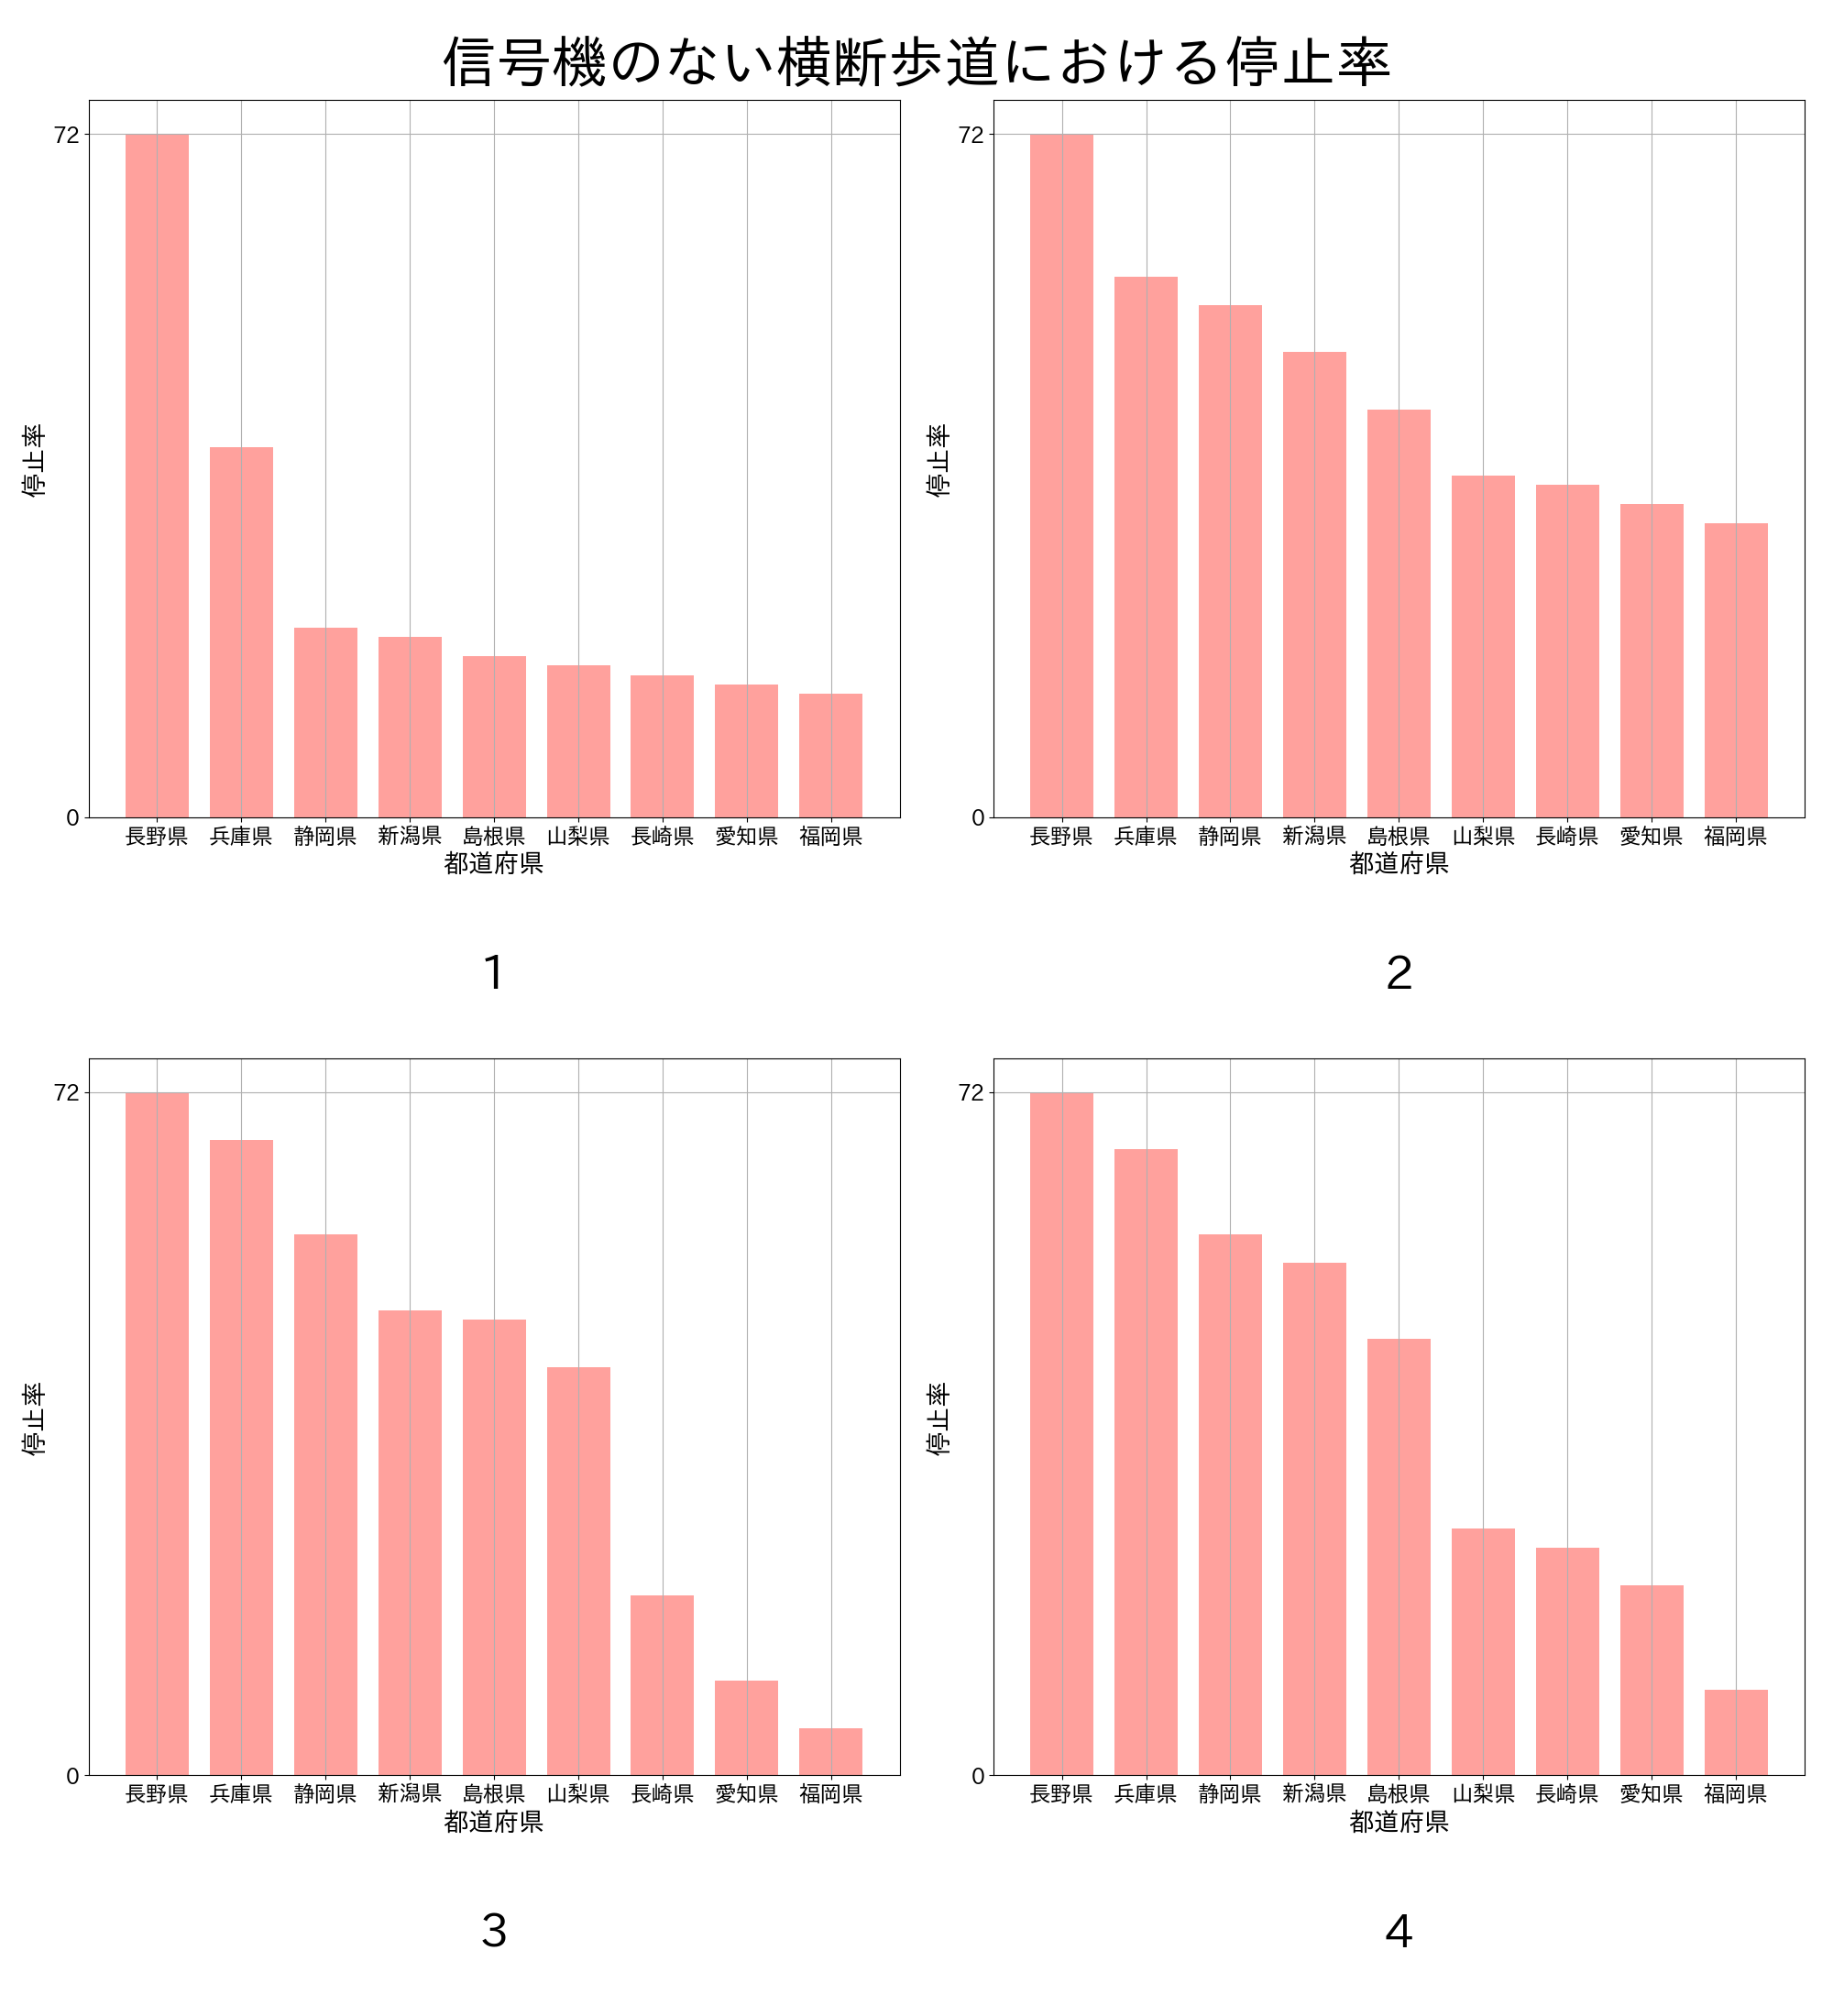 信号機のない横断歩道における停止率
72
0
停止率
長野県 兵庫県 静岡県 新潟県 島根県 山梨県 長崎県 愛知県 福岡県
都道府県
1
72
0
停止率
長野県 兵庫県 静岡県 新潟県 島根県 山梨県 長崎県 愛知県 福岡県
都道府県
2
72
0
停止率
長野県 兵庫県 静岡県 新潟県 島根県 山梨県 長崎県 愛知県 福岡県
都道府県
3
72
0
停止率
長野県 兵庫県 静岡県 新潟県 島根県 山梨県 長崎県 愛知県 福岡県
都道府県
4